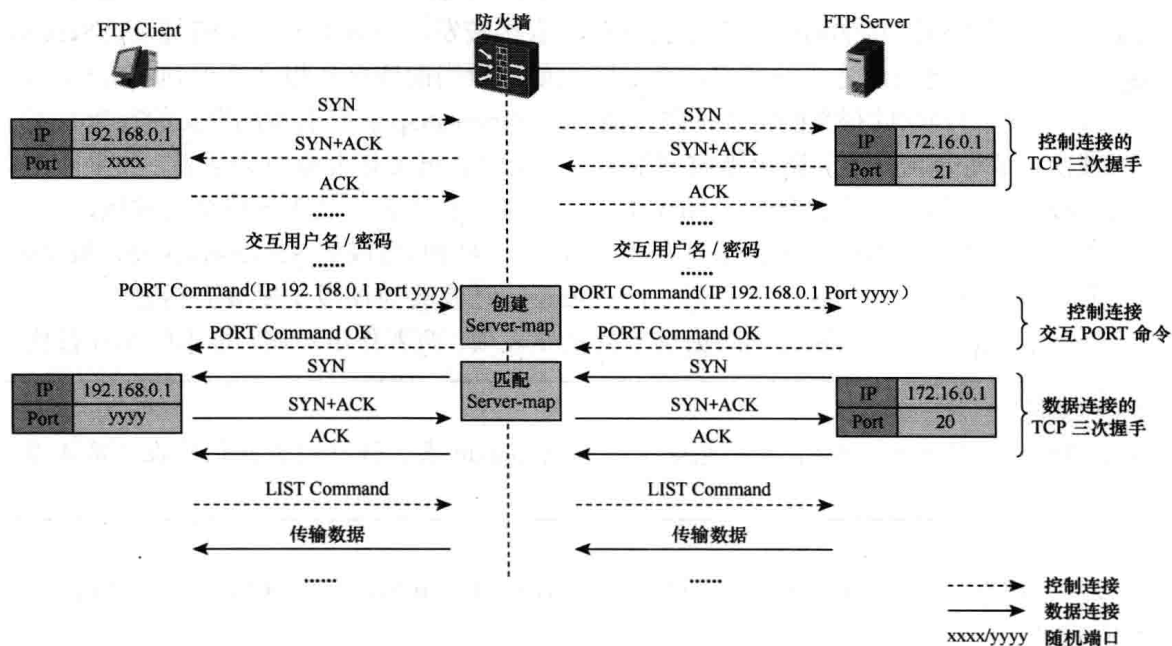 FTP Client
防火墙
FTP Server
SYN
SYN
IP 192.168.0.1
Port xxxx
SYN+ACK
SYN+ACK
IP 172.16.0.1
Port 21
控制连接的
TCP 三次握手
ACK
ACK
......
......
交互用户名 / 密码
交互用户名 / 密码
......
......
PORT Command(IP 192.168.0.1 Port yyyy)
创建
Server-map
PORT Command(IP 192.168.0.1 Port yyyy)
PORT Command OK
PORT Command OK
控制连接
交互 PORT 命令
SYN
匹配
Server-map
SYN
IP 192.168.0.1
Port yyyy
SYN+ACK
SYN+ACK
IP 172.16.0.1
Port 20
数据连接的
TCP 三次握手
ACK
ACK
LIST Command
LIST Command
传输数据
传输数据
......
......
控制连接
数据连接
xxxx/yyyy 随机端口